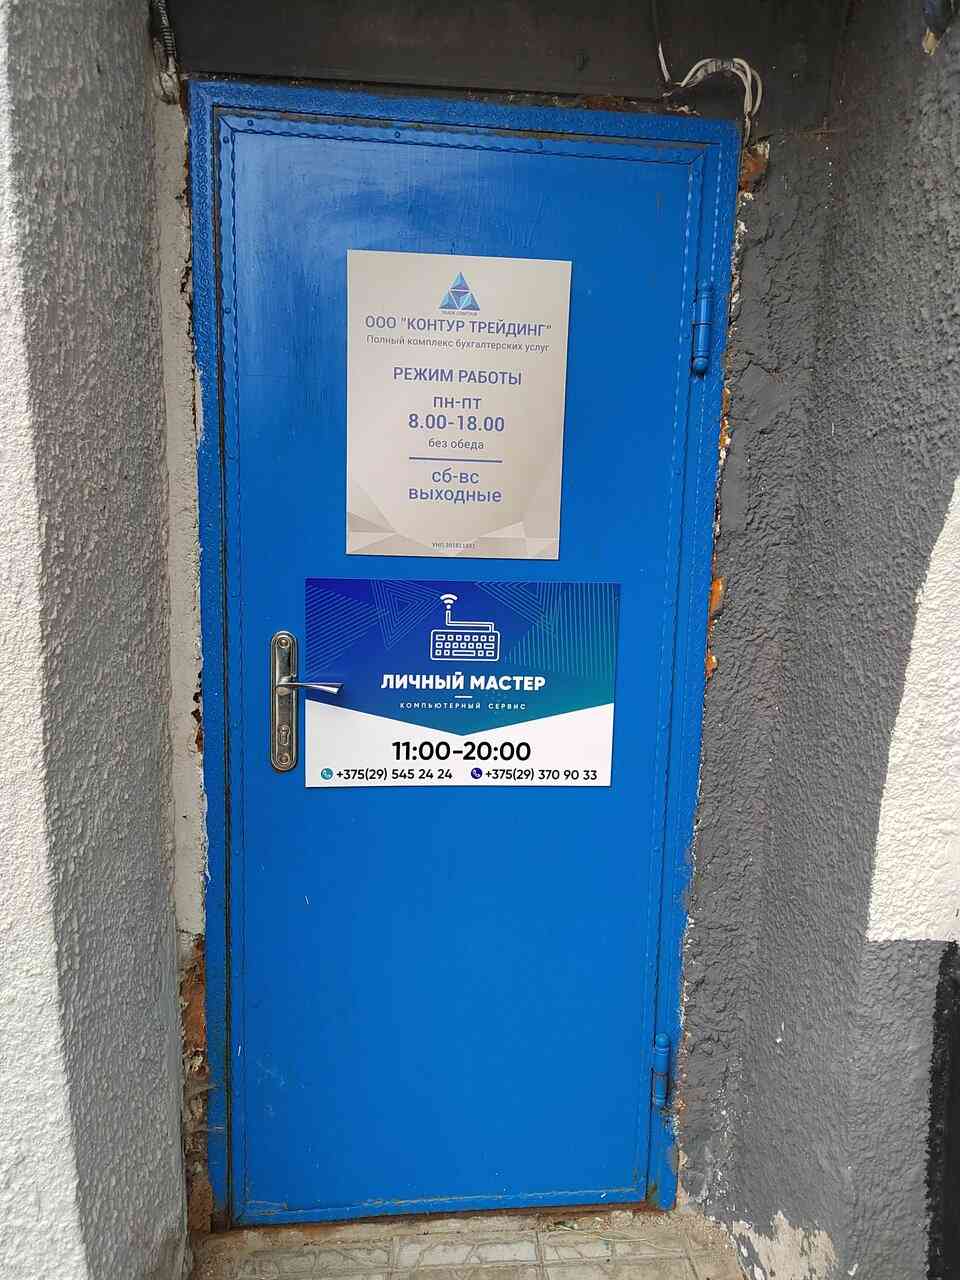 ООО "КОНТУР ТРЕЙДИНГ"
Полный комплекс бухгалтерских услуг
РЕЖИМ РАБОТЫ
пн-пт
8.00-18.00
без обеда
сб-вс
выходные
УНП
ЛИЧНЫЙ МАСТЕР
КОМПЬЮТЕРНЫЙ СЕРВИС
11:00-20:00
+375(29) 545 24 24 +375(29) 370 90 33